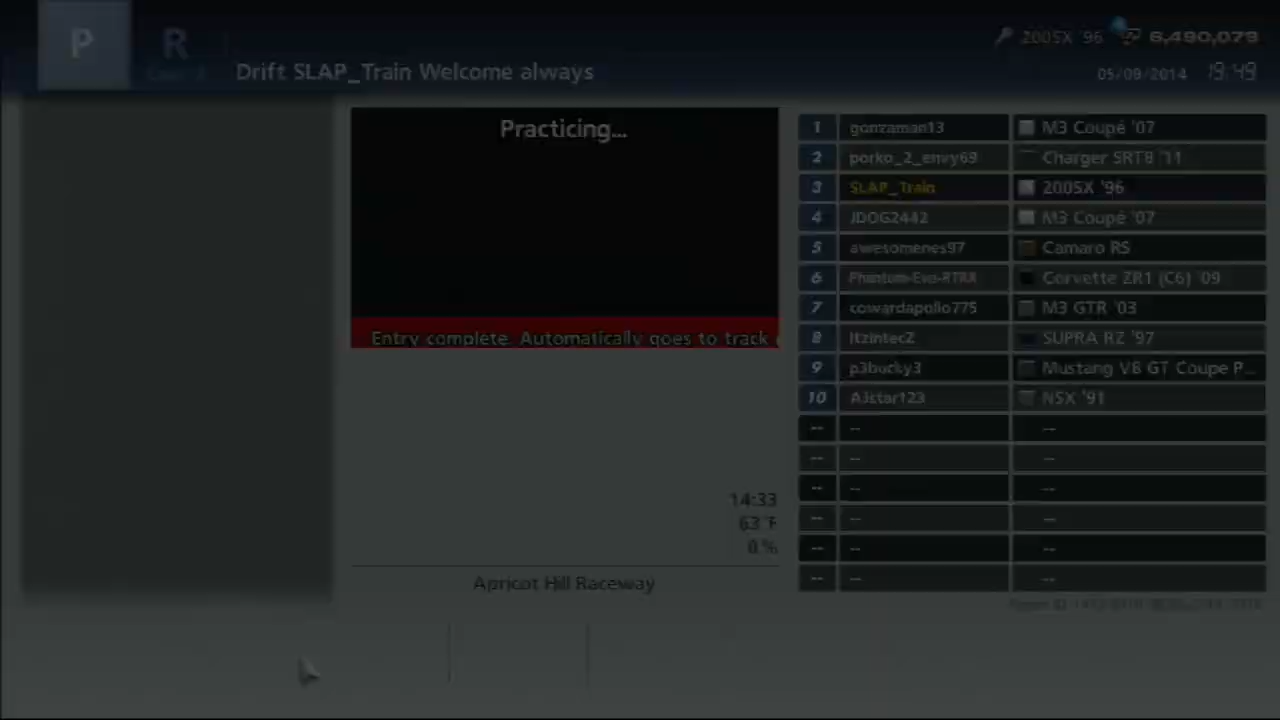 P
R
Drift SLAP_Train Welcome always
200SX '96
6,490,079
05/09/2014 19:49
Practicing...
Entry complete. Automatically goes to track
14:33
63°F
0 %
Apricot Hill Raceway
1 gonzaman13 M3 Coupé '07
2 porko_2_envy69 Charger SRT8 '11
3 SLAP_Train 200SX '96
4 JDOG2442 M3 Coupé '07
5 awesomenes97 Camaro RS
6 Phantom-Evo-RTRX Corvette ZR1 (C6) '09
7 cowardapollo775 M3 GTR '03
8 ItzintecZ SUPRA RZ '97
9 p3bucky3 Mustang V8 GT Coupe P...
10 AJstar123 NSX '91
-- -- --
-- -- --
-- -- --
-- -- --
-- -- --
-- -- --